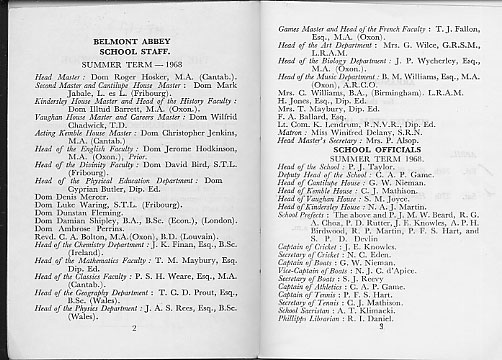 BELMONT ABBEY
SCHOOL STAFF.
SUMMER TERM — 1968
Head Master : Dom Roger Hosker, M.A. (Cantab.).
Second Master and Cantilupe House : Dom Mark
Jabale, L. es L. (Fribourg).
Kindersley House Master and Head of the History Faculty :
Dom Illtud Barrett, M.A. (Oxon.).
Vaughan House Master and Careers Master : Dom Wilfrid
Chadwick, T.D.
Acting Kemble House Master : Dom Christopher Jenkins,
M.A. (Cantab.)
Head of the English Faculty : Dom Jerome Hodkinson,
M.A. (Oxon.), Prior.
Head of the Divinity Faculty : Dom David Bird, S.T.L.
(Fribourg).
Head of the Physical Education Department : Dom
Cyprian Butler, Dip. Ed.
Dom Denis Mercer.
Dom Luke Waring, S.T.L. (Fribourg).
Dom Dunstan Fleming.
Dom Damian Shipley, B.A., B.Sc. (Econ.), (London).
Dom Ambrose Perrins.
Revd. C. A. Bolton, M.A.(Oxon), B.D. (Louvain).
Head of the Chemistry Department : J. K. Finan, Esq., B.Sc.
(Ireland).
Head of the Mathematics Faculty : T. M. Maybury, Esq.
Dip. Ed.
Head of the Classics Faculty : P. S. H. Weare, Esq., M.A.
(Cantab.).
Head of the Geography Department : T. C. D. Prout, Esq.,
B.Sc. (Wales).
Head of the Physics Department : J. A. S. Rees, Esq., B.Sc.
(Wales).
2
Games Master and Head of the French Faculty : T. J. Fallon,
Esq., M.A. (Oxon).
Head of the Art Department : Mrs. G. Wilce, G.R.S.M.,
L.R.A.M.
Head of the Biology Department : J. P. Wycherley, Esq.,
M.A. (Oxon.).
Head of the Music Department : B. M. Williams, Esq., M.A.
(Oxon), A.R.C.O.
Mrs. C. Williams, B.A., (Birmingham). L.R.A.M.
H. Jones, Esq., Dip. Ed.
Mrs. T. Maybury, Dip. Ed.
F. A. Ballard, Esq.
Lt. Com. K. Lendrum, R.N.V.R., Dip. Ed.
Matron : Miss Winifred Delany, S.R.N.
Head Master's Secretary : Mrs. P. Alsop.
SCHOOL OFFICIALS
SUMMER TERM 1968.
Head of the School : P. J. Taylor.
Deputy Head of the School : C. A. P. Game.
Head of Cantilupe House : G. W. Nieman.
Head of Kemble House : C. J. Mathison.
Head of Vaughan House : S. M. Joyce.
Head of Kindersley House : N. A. J. Martin.
School Prefects : The above and P. J. M. W. Beard, R. G.
A. Choa, P. D. Rutter, J. E. Knowles, A. P. H.
Birdwood, R. P. Martin, P. F. S. Hart, and
S. P. D. Devlin
Captain of Cricket : J. E. Knowles.
Secretary of Cricket : N. C. Eden.
Captain of Boats : G. W. Nieman.
Vice-Captain of Boats : N. J. C. d'Apice.
Secretary of Boats : S. J. Reevy
Captain of Athletics : C. A. P. Game.
Captain of Tennis : P. F. S. Hart.
Secretary of Tennis : C. J. Mathison.
School Sacristan : A. T. Klimacki.
Phillipps Librarian : R. I. Daniel.
3